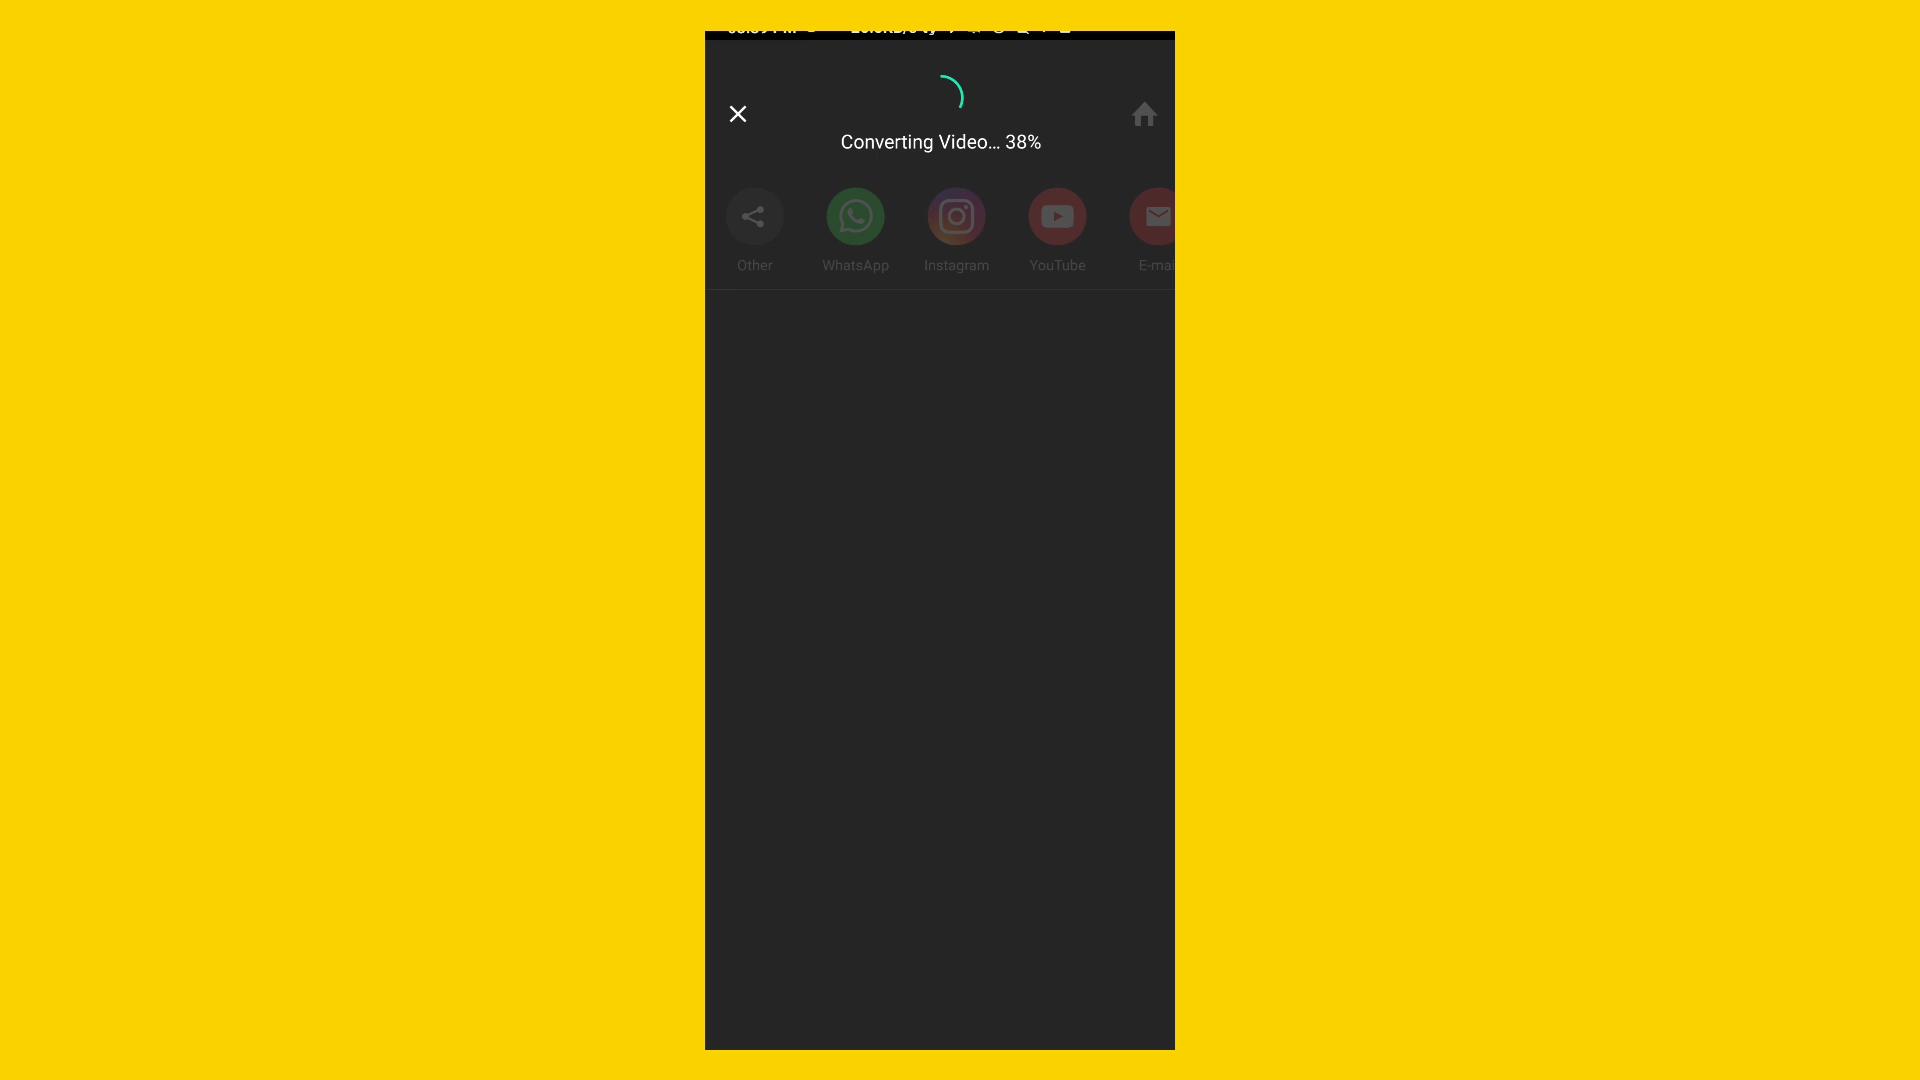 Converting Video... 38%
Other
WhatsApp
Instagram
YouTube